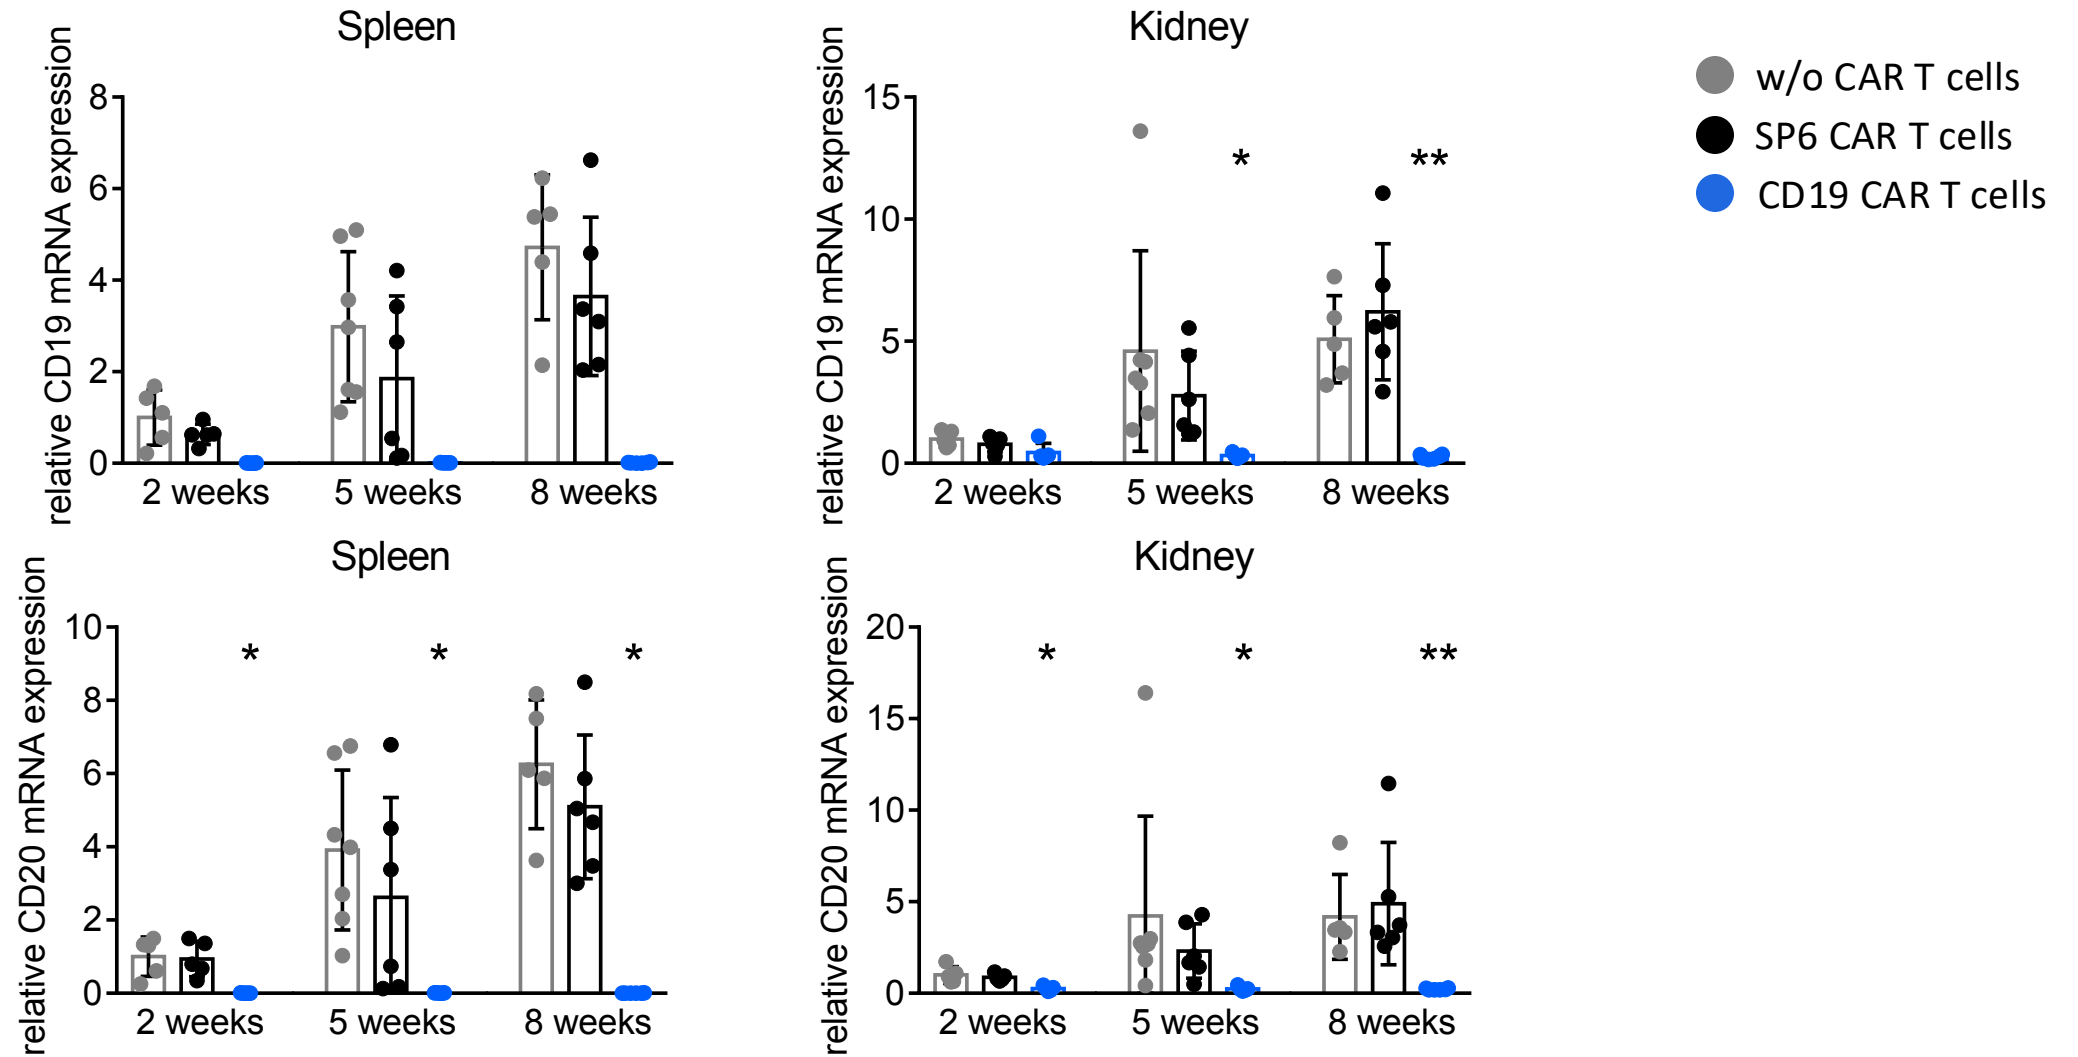 Spleen
relative CD19 mRNA expression
8
6
4
2
0
2 weeks
5 weeks
8 weeks
Kidney
relative CD19 mRNA expression
15
10
5
0
*
**
2 weeks
5 weeks
8 weeks
w/o CAR T cells
SP6 CAR T cells
CD19 CAR T cells
Spleen
relative CD20 mRNA expression
10
8
6
4
2
0
*
*
*
2 weeks
5 weeks
8 weeks
Kidney
relative CD20 mRNA expression
20
15
10
5
0
*
*
**
2 weeks
5 weeks
8 weeks